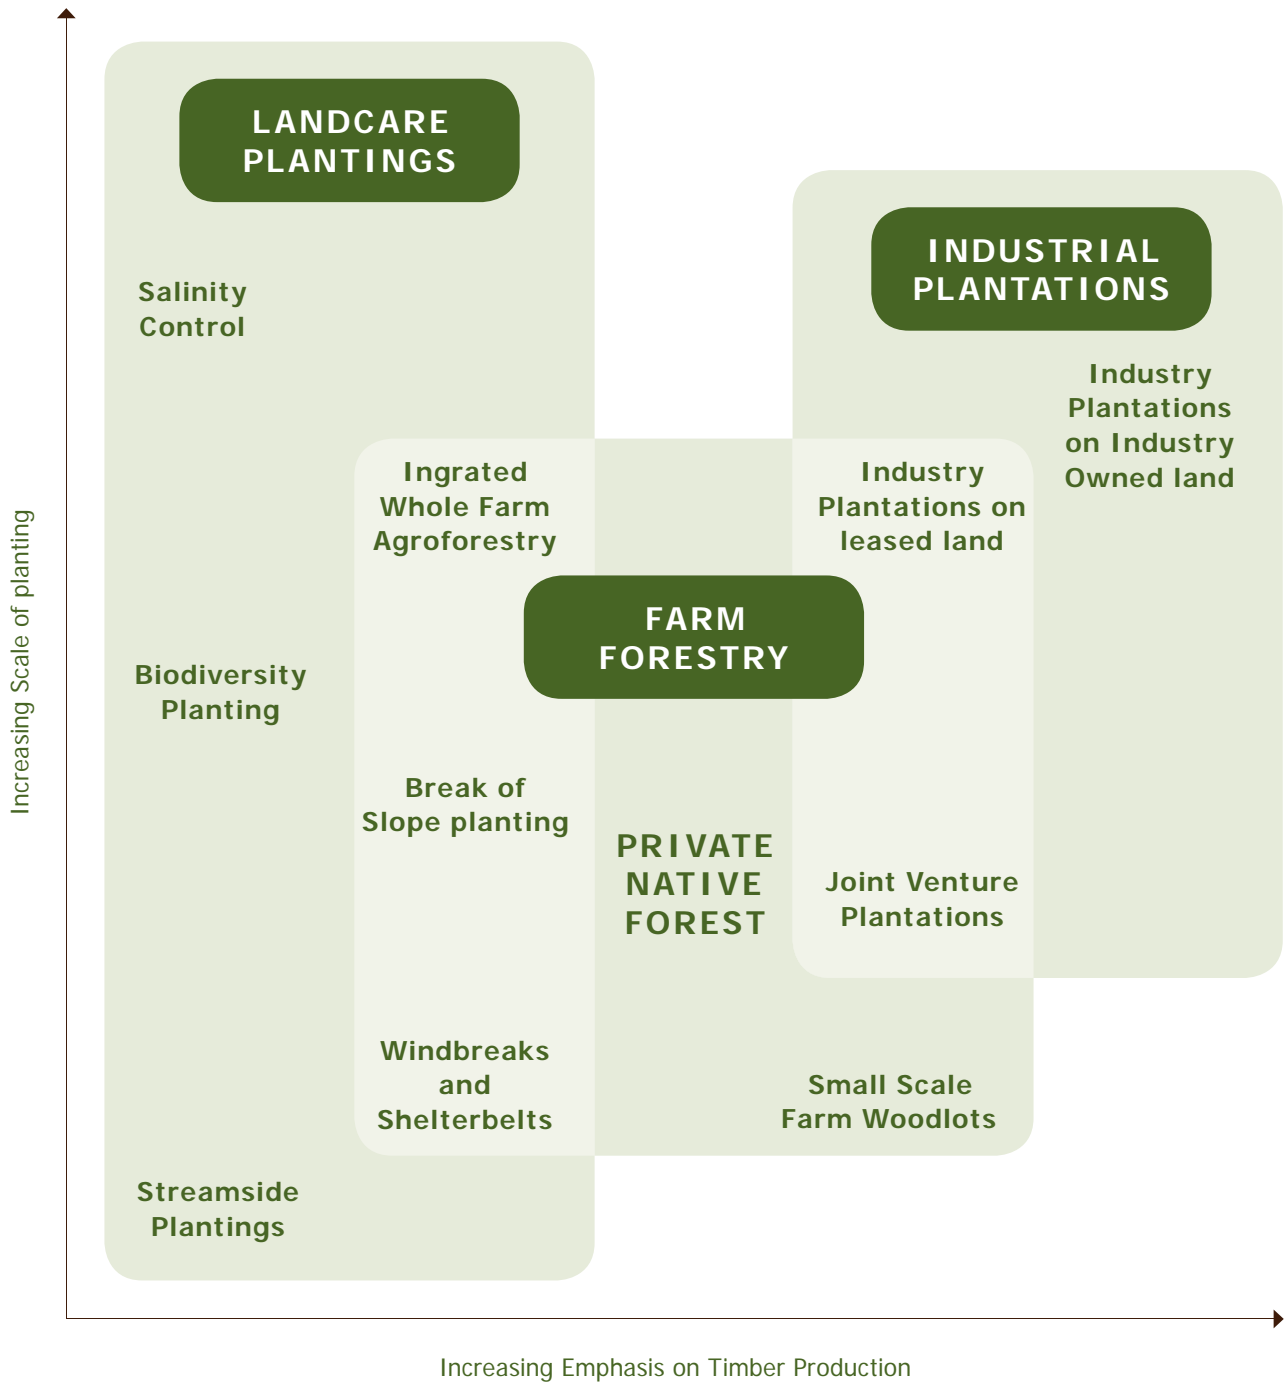 LANDCARE
PLANTINGS
INDUSTRIAL
PLANTATIONS
Salinity
Control
Industry
Plantations
on Industry
Owned land
Ingrated
Whole Farm
Agroforestry
Industry
Plantations on
leased land
FARM
FORESTRY
Biodiversity
Planting
Break of
Slope planting
PRIVATE
NATIVE
FOREST
Joint Venture
Plantations
Windbreaks
and
Shelterbelts
Small Scale
Farm Woodlots
Streamside
Plantings
Increasing Scale of planting
Increasing Emphasis on Timber Production